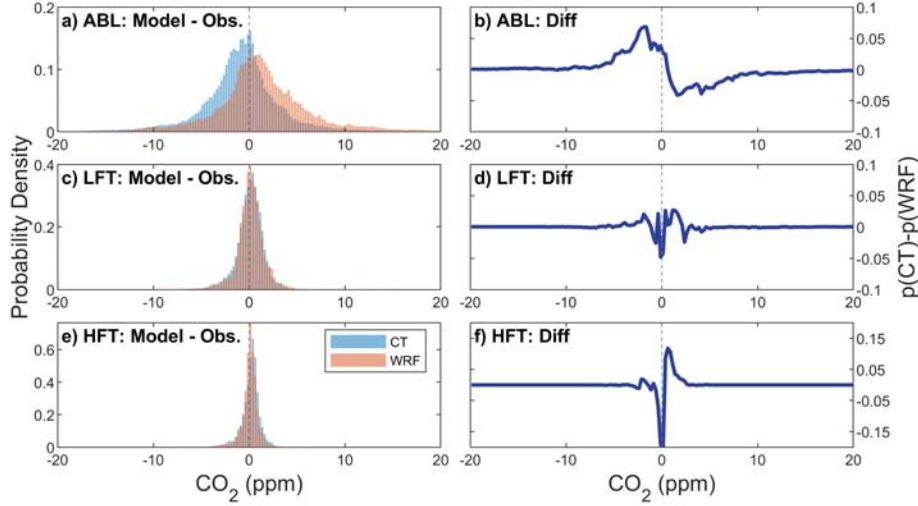 a) ABL: Model - Obs.
0.2
0.1
0
-20 -10 0 10 20
b) ABL: Diff
0.1
0.05
0
-0.05
-0.1
-20 -10 0 10 20
c) LFT: Model - Obs.
0.4
0.2
0
-20 -10 0 10 20
d) LFT: Diff
0.1
0.05
0
-0.05
-0.1
-20 -10 0 10 20
e) HFT: Model - Obs.
0.6
0.4
0.2
0
CT
WRF
-20 -10 0 10 20
f) HFT: Diff
0.15
0.05
-0.05
-0.15
-20 -10 0 10 20
Probability Density
p(CT)-p(WRF)
CO2 (ppm)
CO2 (ppm)